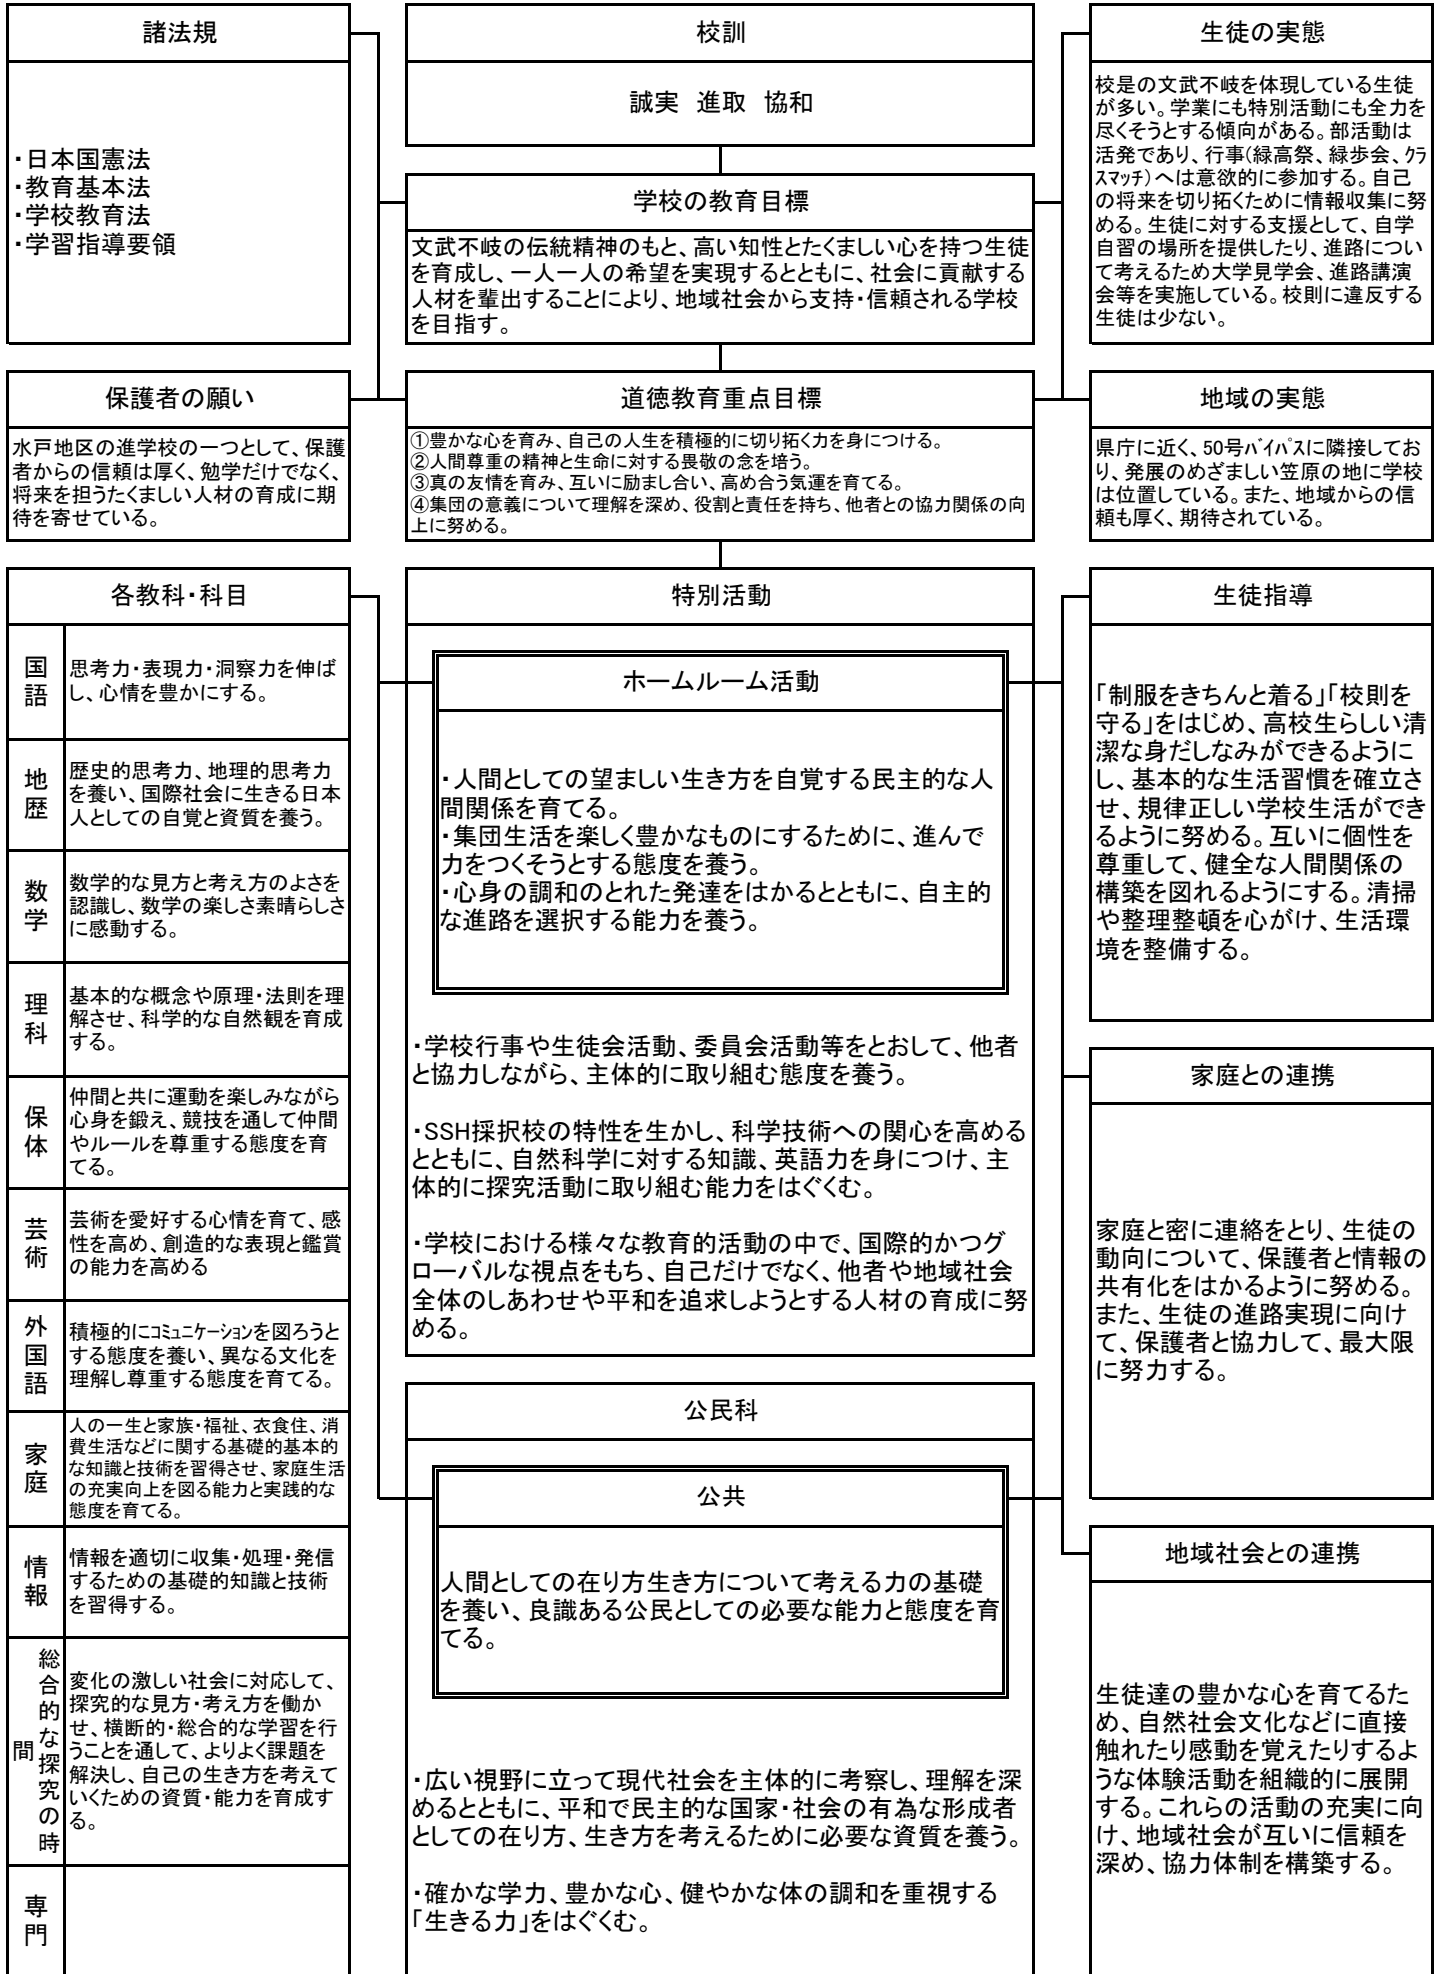 諸法規
・日本国憲法
・教育基本法
・学校教育法
・学習指導要領
校訓
誠実　進取　協和
学校の教育目標
文武不岐の伝統精神のもと、高い知性とたくましい心を持つ生徒
を育成し、一人一人の希望を実現するとともに、社会に貢献する
人材を輩出することにより、地域社会から支持・信頼される学校
を目指す。
生徒の実態
校是の文武不岐を体現している生徒
が多い。学業にも特別活動にも全力を
尽くそうとする傾向がある。部活動は
活発であり、行事(緑高祭、緑歩会、ｸﾗ
ｽﾏｯﾁ)へは意欲的に参加する。自己
の将来を切り拓くために情報収集に努
める。生徒に対する支援として、自学
自習の場所を提供したり、進路につい
て考えるため大学見学会、進路講演
会等を実施している。校則に違反する
生徒は少ない。
保護者の願い
水戸地区の進学校の一つとして、保護
者からの信頼は厚く、勉学だけでなく、
将来を担うたくましい人材の育成に期
待を寄せている。
道徳教育重点目標
①豊かな心を育み、自己の人生を積極的に切り拓く力を身につける。
②人間尊重の精神と生命に対する畏敬の念を培う。
③真の友情を育み、互いに励まし合い、高め合う気運を育てる。
④集団の意義について理解を深め、役割と責任を持ち、他者との協力関係の向
上に努める。
地域の実態
県庁に近く、50号ﾊﾞｲﾊﾟｽに隣接してお
り、発展のめざましい笠原の地に学校
は位置している。また、地域からの信
頼も厚く、期待されている。
各教科・科目
国語
思考力・表現力・洞察力を伸ば
し、心情を豊かにする。
地歴
歴史的思考力、地理的思考力
を養い、国際社会に生きる日本
人としての自覚と資質を養う。
数学
数学的な見方と考え方のよさを
認識し、数学の楽しさ素晴らしさ
に感動する。
理科
基本的な概念や原理・法則を理
解させ、科学的な自然観を育成
する。
保体
仲間と共に運動を楽しみながら
心身を鍛え、競技を通して仲間
やルールを尊重する態度を育
てる。
芸術
芸術を愛好する心情を育て、感
性を高め、創造的な表現と鑑賞
の能力を高める
外国語
積極的にｺﾐｭﾆｹｰｼｮﾝを図ろうと
する態度を養い、異なる文化を
理解し尊重する態度を育てる。
家庭
人の一生と家族・福祉、衣食住、消
費生活などに関する基礎的基本的
な知識と技術を習得させ、家庭生活
の充実向上を図る能力と実践的な
態度を育てる。
情報
情報を適切に収集・処理・発信
するための基礎的知識と技術
を習得する。
総合的な探究の時
間
変化の激しい社会に対応して、
探究的な見方・考え方を働か
せ、横断的・総合的な学習を行
うことを通して、よりよく課題を
解決し、自己の生き方を考えて
いくための資質・能力を育成す
る。
専門
特別活動
ホームルーム活動
・人間としての望ましい生き方を自覚する民主的な人
間関係を育てる。
・集団生活を楽しく豊かなものにするために、進んで
力をつくそうとする態度を養う。
・心身の調和のとれた発達をはかるとともに、自主的
な進路を選択する能力を養う。
・学校行事や生徒会活動、委員会活動等をとおして、他者
と協力しながら、主体的に取り組む態度を養う。
・SSH採択校の特性を生かし、科学技術への関心を高める
とともに、自然科学に対する知識、英語力を身につけ、主
体的に探究活動に取り組む能力をはぐくむ。
・学校における様々な教育的活動の中で、国際的かつグ
ローバルな視点をもち、自己だけでなく、他者や地域社会
全体のしあわせや平和を追求しようとする人材の育成に努
める。
公民科
公共
人間としての在り方生き方について考える力の基礎
を養い、良識ある公民としての必要な能力と態度を育
てる。
・広い視野に立って現代社会を主体的に考察し、理解を深
めるとともに、平和で民主的な国家・社会の有為な形成者
としての在り方、生き方を考えるために必要な資質を養う。
・確かな学力、豊かな心、健やかな体の調和を重視する
「生きる力」をはぐくむ。
生徒指導
「制服をきちんと着る」「校則を
守る」をはじめ、高校生らしい清
潔な身だしなみができるように
し、基本的な生活習慣を確立さ
せ、規律正しい学校生活ができ
るように努める。互いに個性を
尊重して、健全な人間関係の
構築を図れるようにする。清掃
や整理整頓を心がけ、生活環
境を整備する。
家庭との連携
家庭と密に連絡をとり、生徒の
動向について、保護者と情報の
共有化をはかるように努める。
また、生徒の進路実現に向け
て、保護者と協力して、最大限
に努力する。
地域社会との連携
生徒達の豊かな心を育てるた
め、自然社会文化などに直接
触れたり感動を覚えたりするよ
うな体験活動を組織的に展開
する。これらの活動の充実に向
け、地域社会が互いに信頼を
深め、協力体制を構築する。